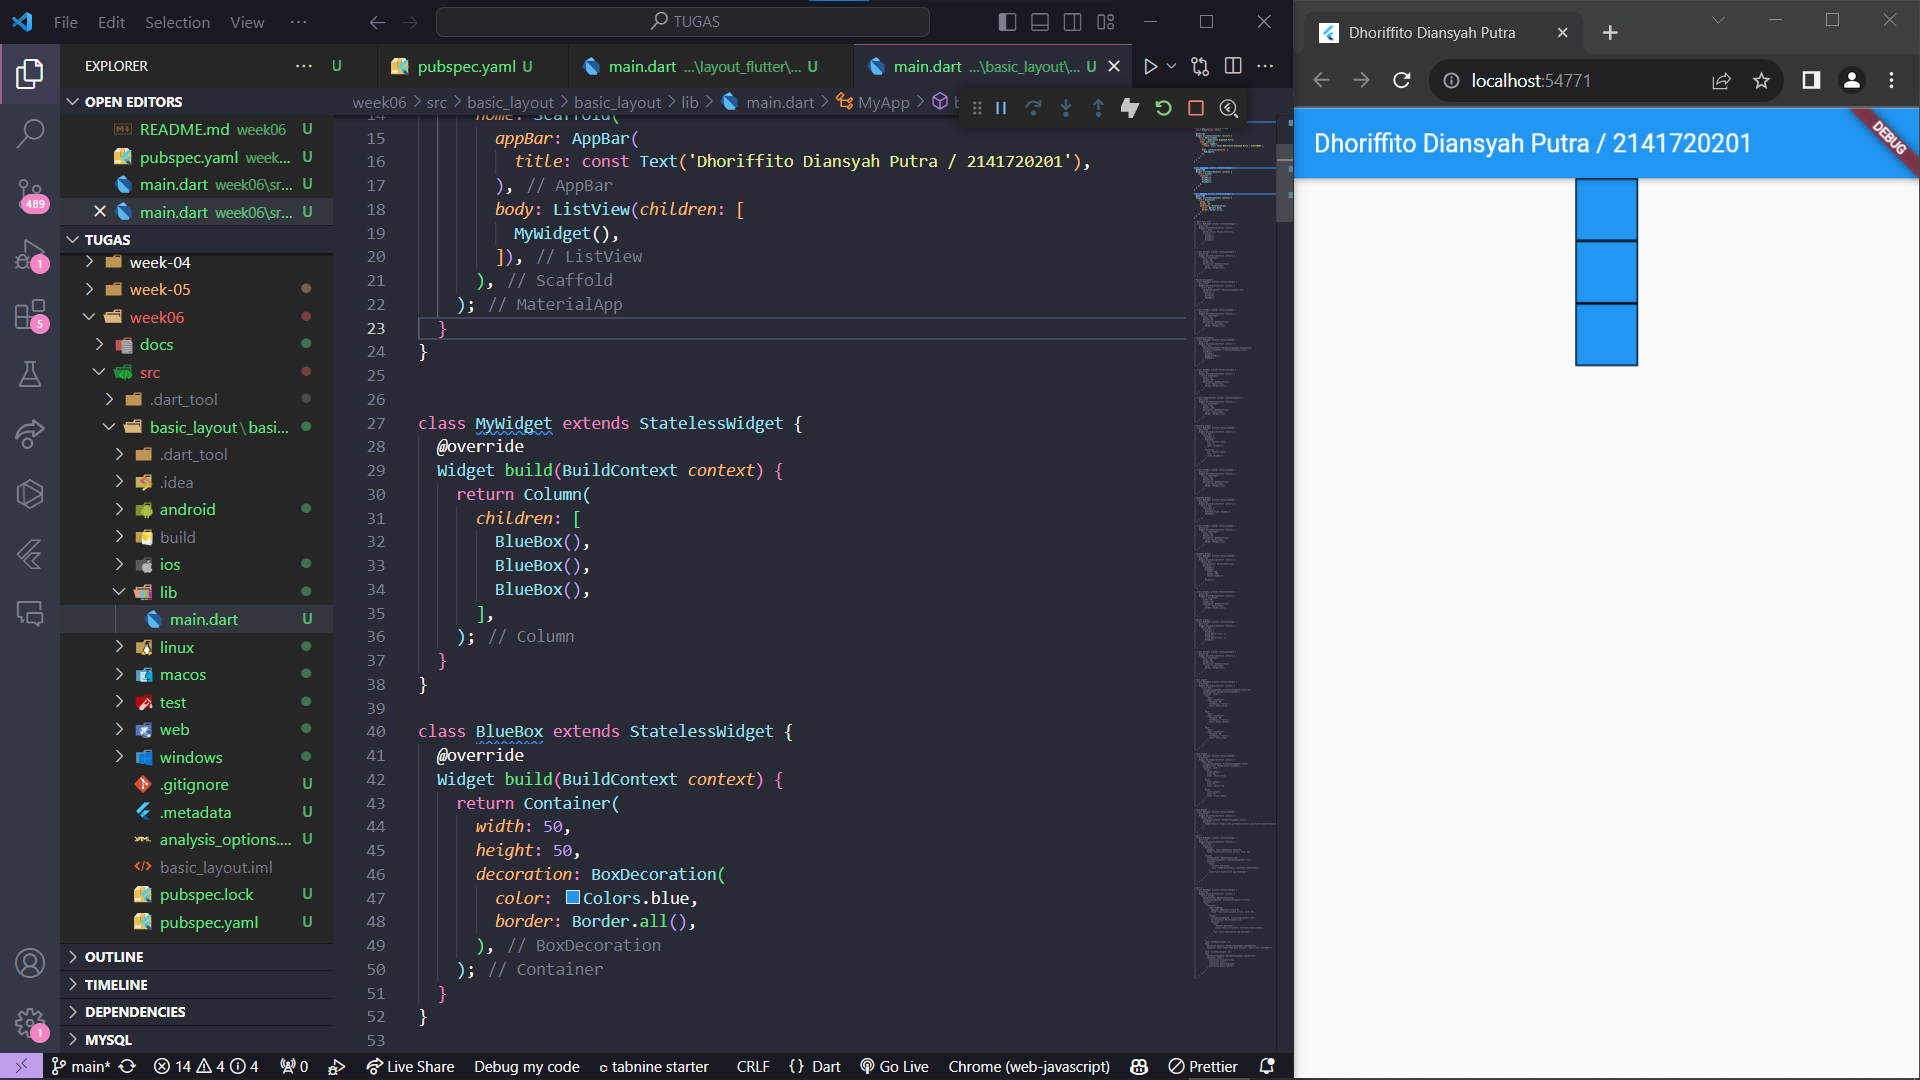 File Edit Selection View ··· TUGAS
EXPLORER ··· U pubspec.yaml U main.dart ...\layout_flutter\... U main.dart ...\basic_layout\... U
OPEN EDITORS
README.md week06 U
pubspec.yaml week... U
main.dart week06\sr... U
main.dart week06\sr... U
TUGAS
week-04
week-05
week06
docs
src
.dart_tool
basic_layout\basi...
.dart_tool
.idea
android
build
ios
lib
main.dart U
linux
macos
test
web
windows
.gitignore U
.metadata U
analysis_options.... U
basic_layout.iml
pubspec.lock U
pubspec.yaml U
OUTLINE
TIMELINE
DEPENDENCIES
MYSQL
489
1
5
1
week06 > src > basic_layout > basic_layout > lib > main.dart > MyApp > b
14 home: Scaffold(
15 appBar: AppBar(
16 title: const Text('Dhoriffito Diansyah Putra / 2141720201'),
17 ), // AppBar
18 body: ListView(children: [
19 MyWidget(),
20 ]), // ListView
21 ), // Scaffold
22 ); // MaterialApp
23 }
24 }
25
26
27 class MyWidget extends StatelessWidget {
28 @override
29 Widget build(BuildContext context) {
30 return Column(
31 children: [
32 BlueBox(),
33 BlueBox(),
34 BlueBox(),
35 ],
36 ); // Column
37 }
38 }
39
40 class BlueBox extends StatelessWidget {
41 @override
42 Widget build(BuildContext context) {
43 return Container(
44 width: 50,
45 height: 50,
46 decoration: BoxDecoration(
47 color: Colors.blue,
48 border: Border.all(),
49 ), // BoxDecoration
50 ); // Container
51 }
52 }
53
main* 14 4 4 0 Live Share Debug my code tabnine starter CRLF {} Dart Go Live Chrome (web-javascript) Prettier
Dhoriffito Diansyah Putra
localhost:54771
Dhoriffito Diansyah Putra / 2141720201
DEBUG